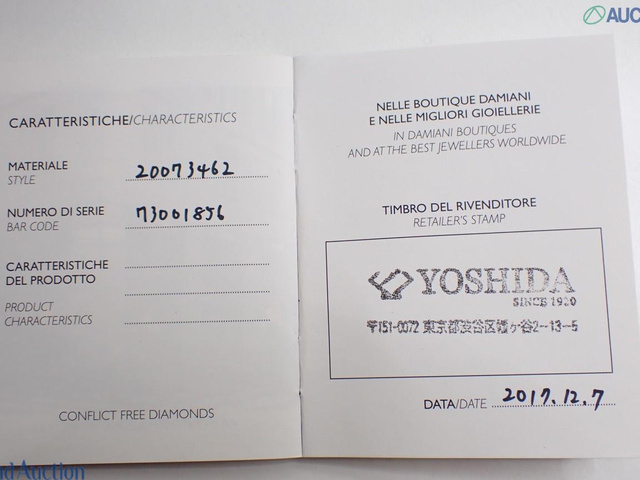 CARATTERISTICHE/CHARACTERISTICS
MATERIALE
STYLE
20073462
NUMERO DI SERIE
BAR CODE
73001856
CARATTERISTICHE
DEL PRODOTTO
PRODUCT
CHARACTERISTICS
CONFLICT FREE DIAMONDS
NELLE BOUTIQUE DAMIANI
E NELLE MIGLIORI GIOIELLERIE
IN DAMIANI BOUTIQUES
AND AT THE BEST JEWELLERS WORLDWIDE
TIMBRO DEL RIVENDITORE
RETAILER'S STAMP
YOSHIDA
SINCE 1920
〒151-0072 東京都渋谷区幡ヶ谷2-13-5
DATA/DATE 2017.12.7
AUC
nd Auction